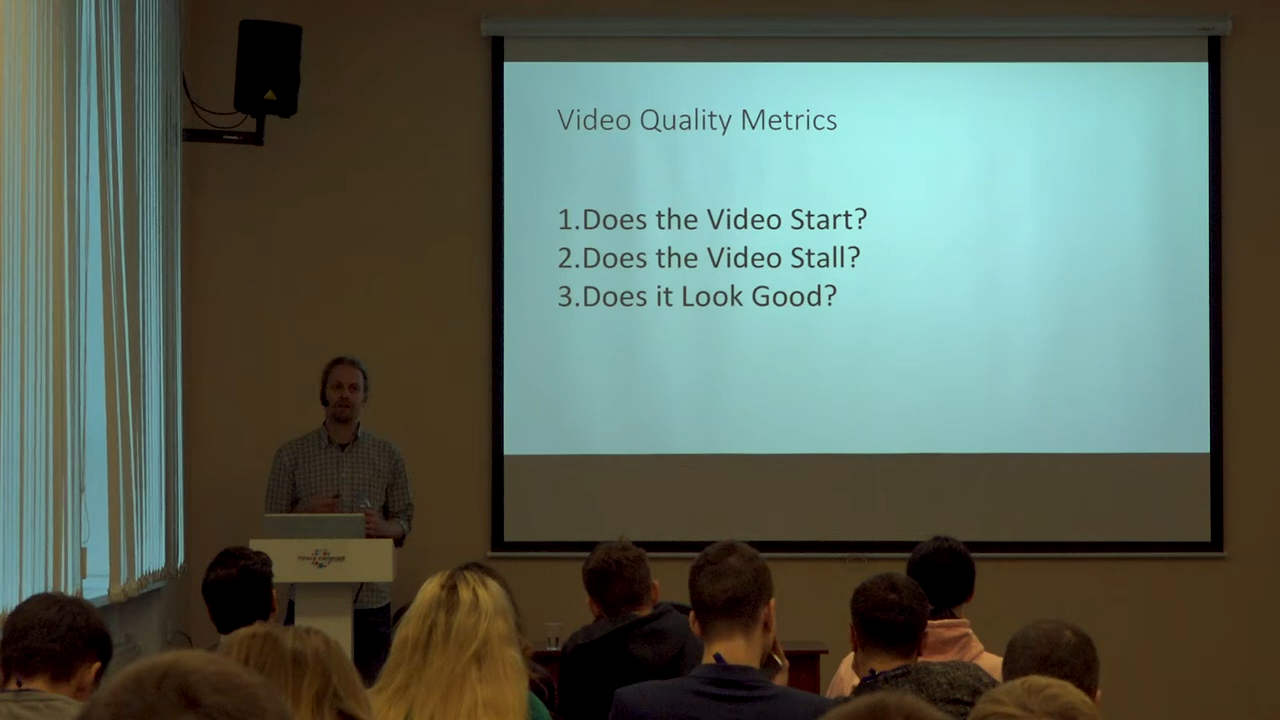 Video Quality Metrics
1.Does the Video Start?
2.Does the Video Stall?
3.Does it Look Good?